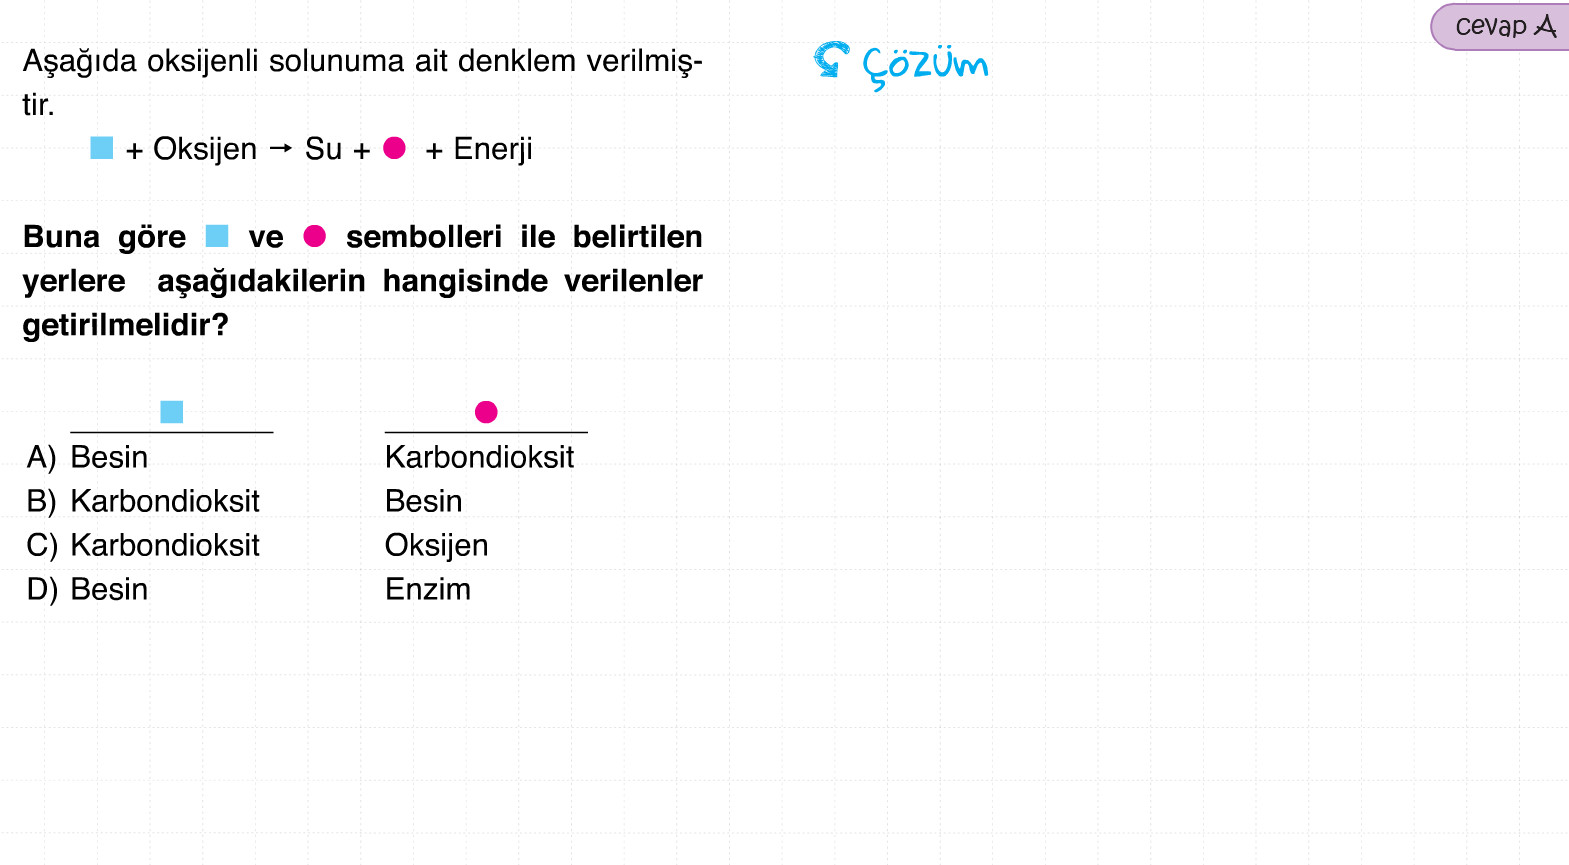 Aşağıda oksijenli solunuma ait denklem verilmiş-
tir.
+ Oksijen → Su + + Enerji
Buna göre ve sembolleri ile belirtilen
yerlere aşağıdakilerin hangisinde verilenler
getirilmelidir?
A) Besin Karbondioksit
B) Karbondioksit Besin
C) Karbondioksit Oksijen
D) Besin Enzim
Çözüm
cevap A